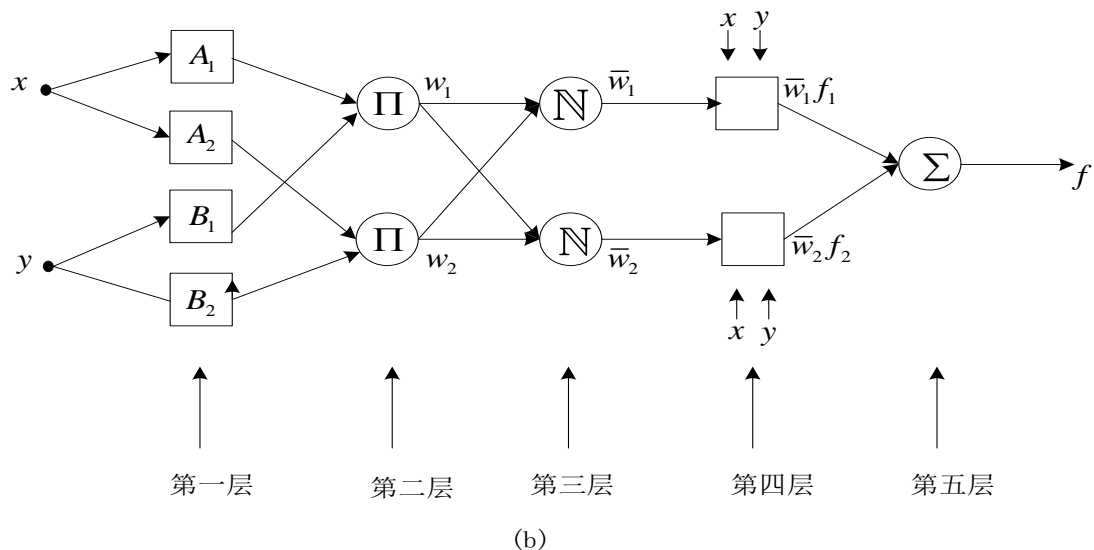 x y
A₁
x
w₁
w̄₁
w̄₁f₁
Π
ℕ
A₂
Σ
f
B₁
Π
ℕ
w̄₂f₂
y
w₂
w̄₂
B₂
x y
第一层 第二层 第三层 第四层 第五层
(b)